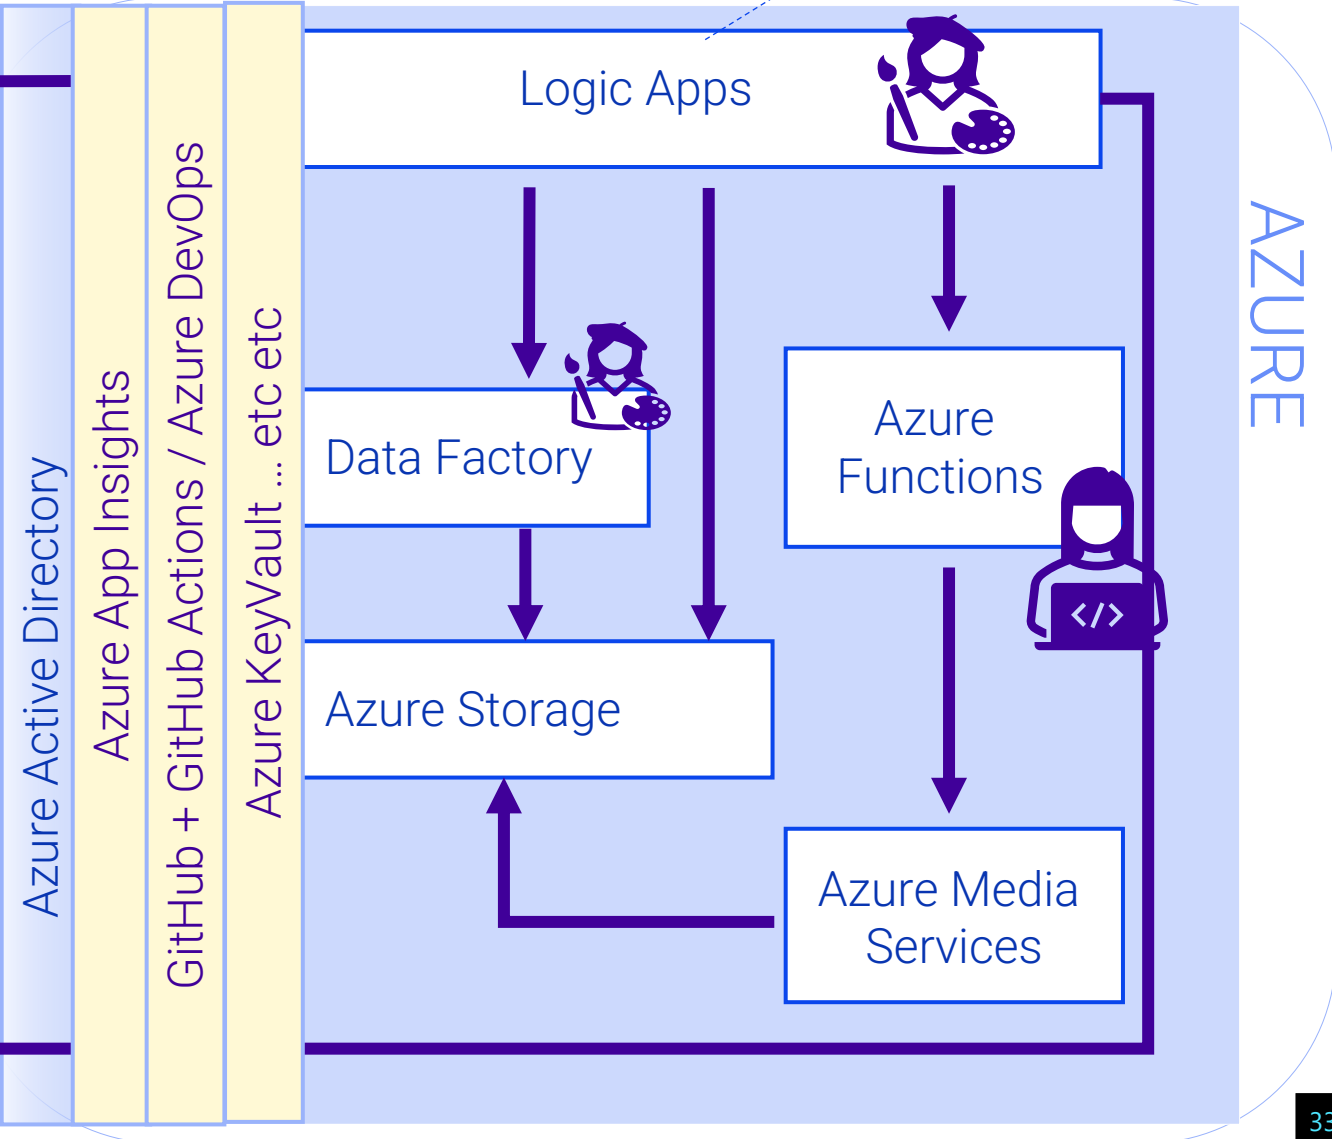 Azure Active Directory
Azure App Insights
GitHub + GitHub Actions / Azure DevOps
Azure KeyVault ... etc etc
Logic Apps
Data Factory
Azure
Functions
</>
Azure Storage
Azure Media
Services
AZURE
33